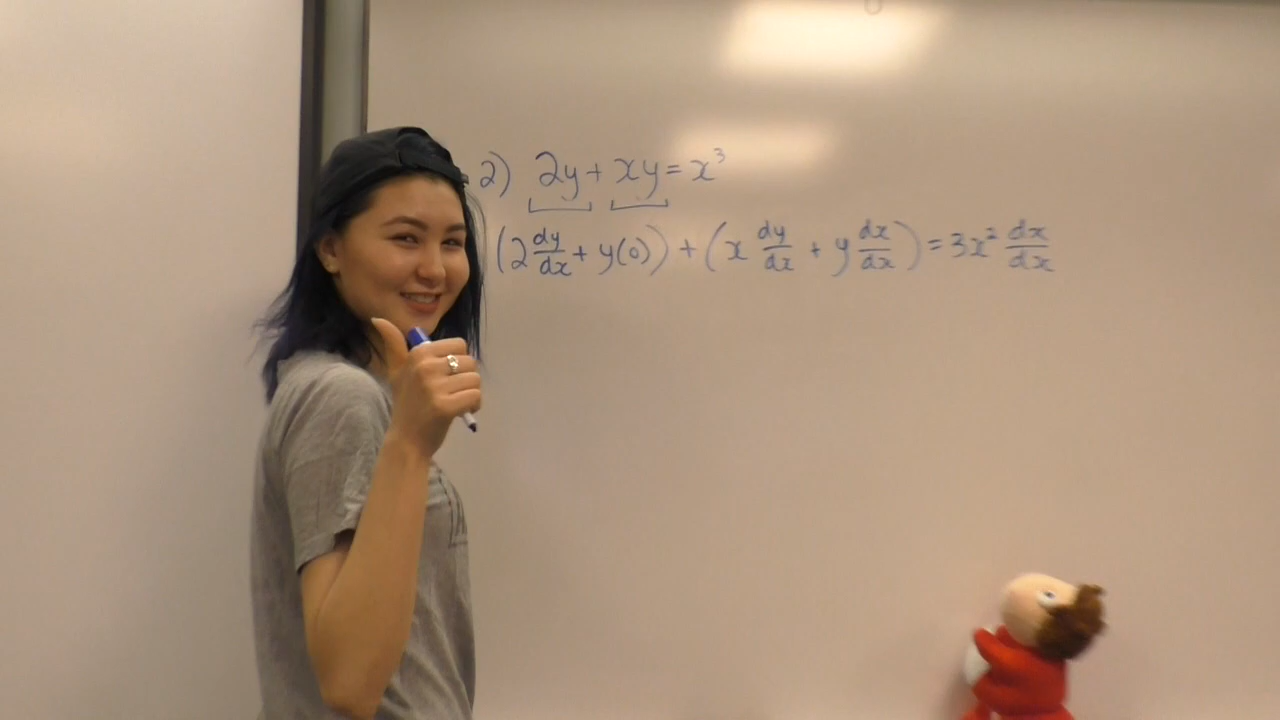 2) 2y + xy = x³
(2 dy/dx + y(0)) + (x dy/dx + y dx/dx) = 3x² dx/dx